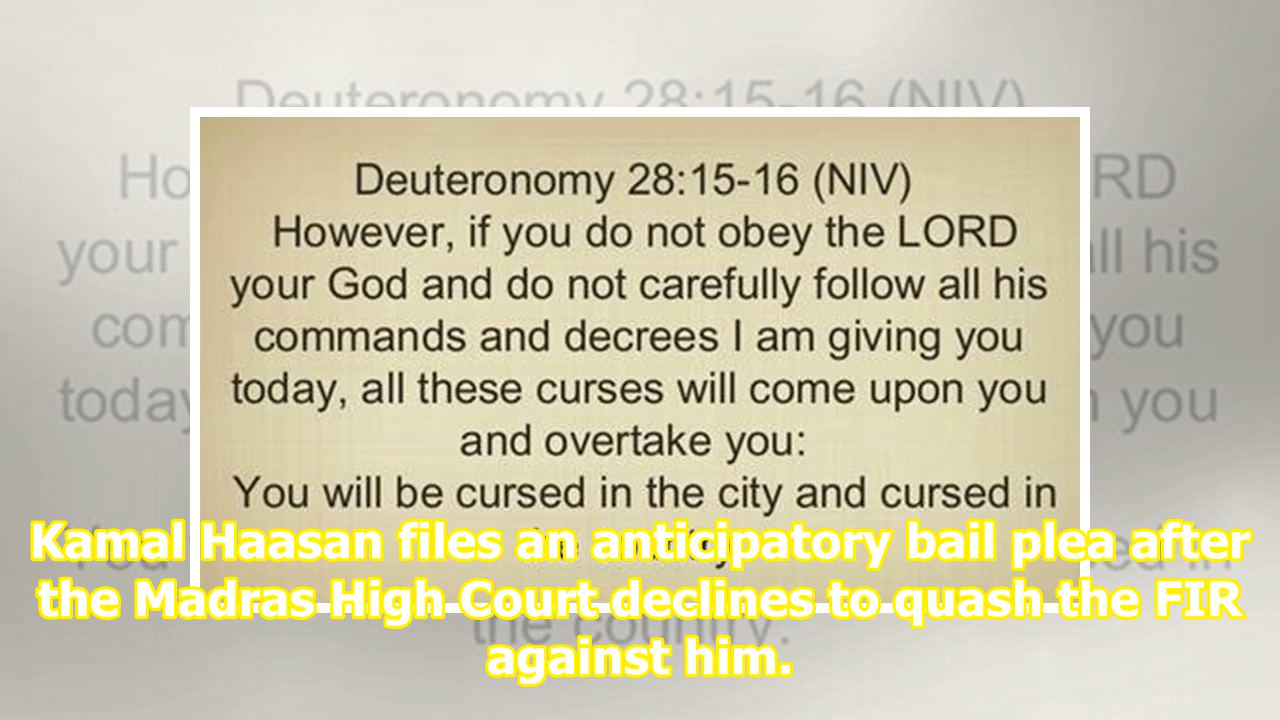 Deuteronomy 28:15-16 (NIV)
However, if you do not obey the LORD
your God and do not carefully follow all his
commands and decrees I am giving you
today, all these curses will come upon you
and overtake you:
You will be cursed in the city and cursed in
the country.
Kamal Haasan files an anticipatory bail plea after
the Madras High Court declines to quash the FIR
against him.